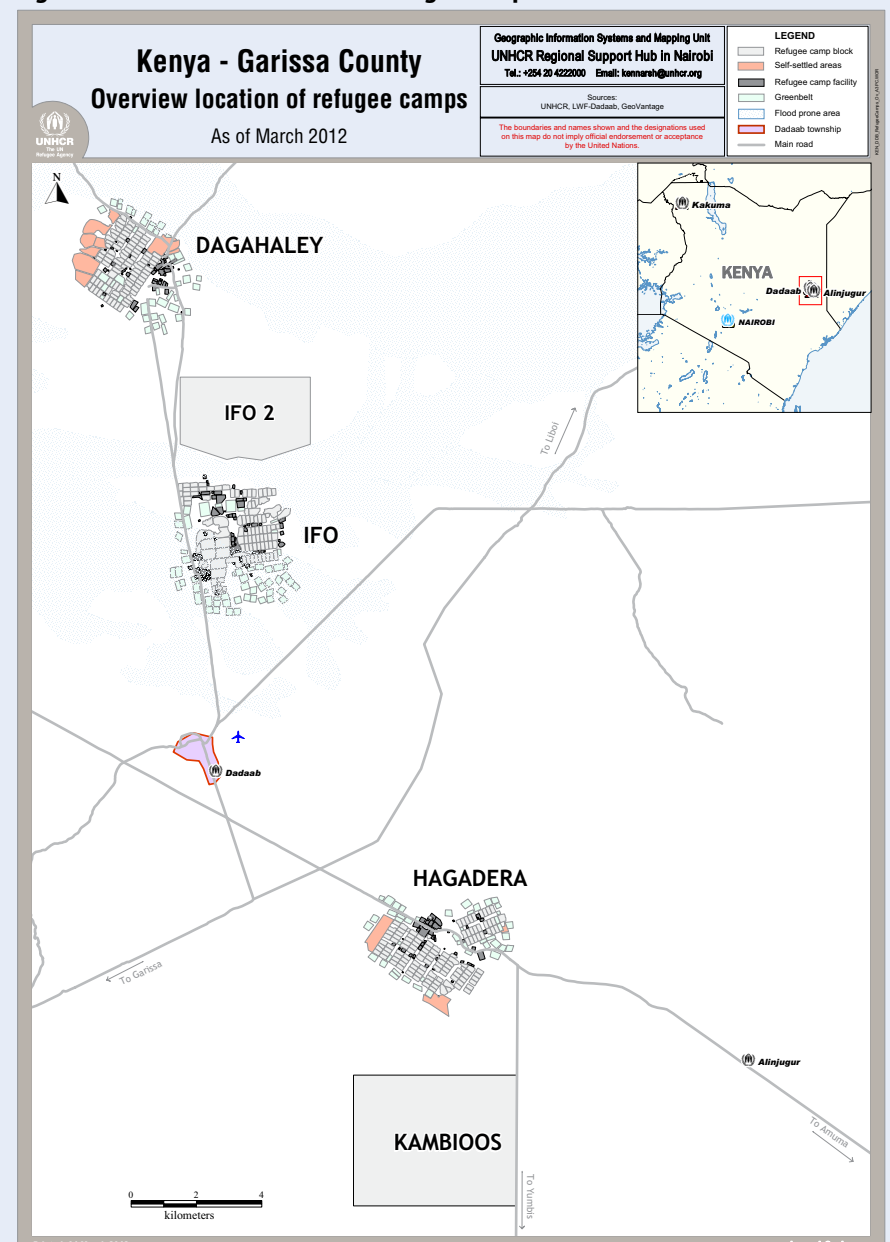 Kenya - Garissa County
Overview location of refugee camps
As of March 2012
UNHCR
The UN
Refugee Agency
Geographic Information Systems and Mapping Unit
UNHCR Regional Support Hub in Nairobi
Tel.: +254 20 4222000 Email: kennarsh@unhcr.org
Sources:
UNHCR, LWF-Dadaab, GeoVantage
The boundaries and names shown and the designations used
on this map do not imply official endorsement or acceptance
by the United Nations.
LEGEND
Refugee camp block
Self-settled areas
Refugee camp facility
Greenbelt
Flood prone area
Dadaab township
Main road
N
Kakuma
KENYA
Dadaab
Alinjugur
NAIROBI
DAGAHALEY
IFO 2
To Liboi
IFO
Dadaab
HAGADERA
To Garissa
Alinjugur
To Amuma
KAMBIOOS
To Yumbis
0 2 4
kilometers